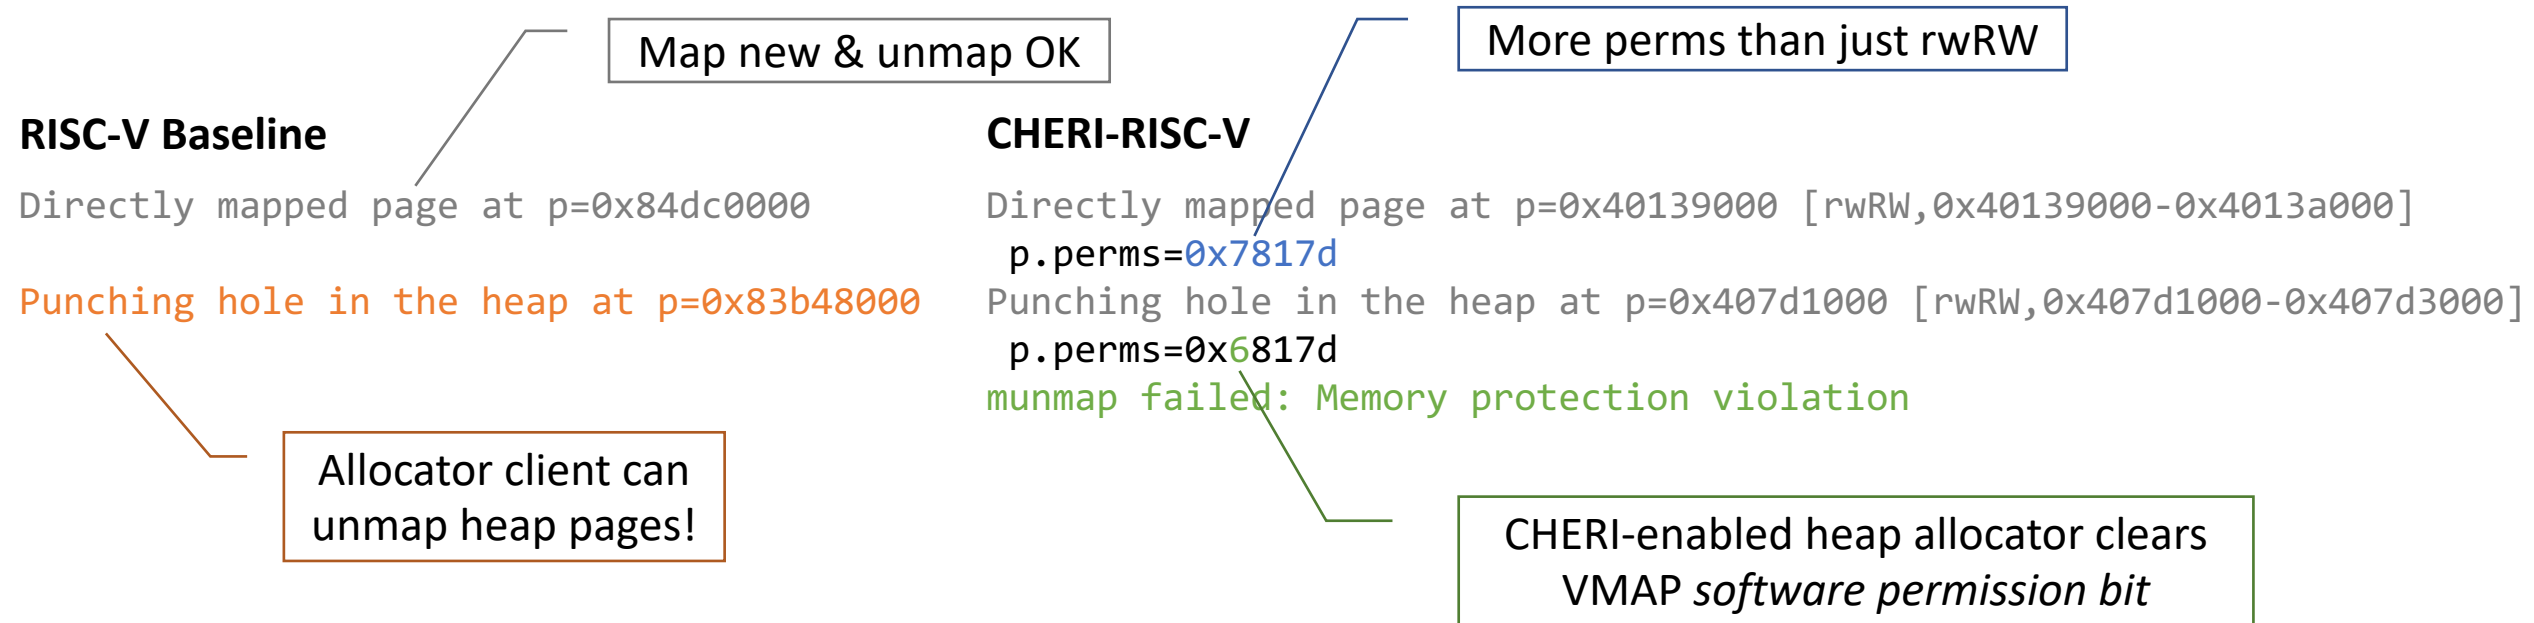 Map new & unmap OK
More perms than just rwRW
RISC-V Baseline
Directly mapped page at p=0x84dc0000
Punching hole in the heap at p=0x83b48000
Allocator client can
unmap heap pages!
CHERI-RISC-V
Directly mapped page at p=0x40139000 [rwRW,0x40139000-0x4013a000]
p.perms=0x7817d
Punching hole in the heap at p=0x407d1000 [rwRW,0x407d1000-0x407d3000]
p.perms=0x6817d
munmap failed: Memory protection violation
CHERI-enabled heap allocator clears
VMAP software permission bit